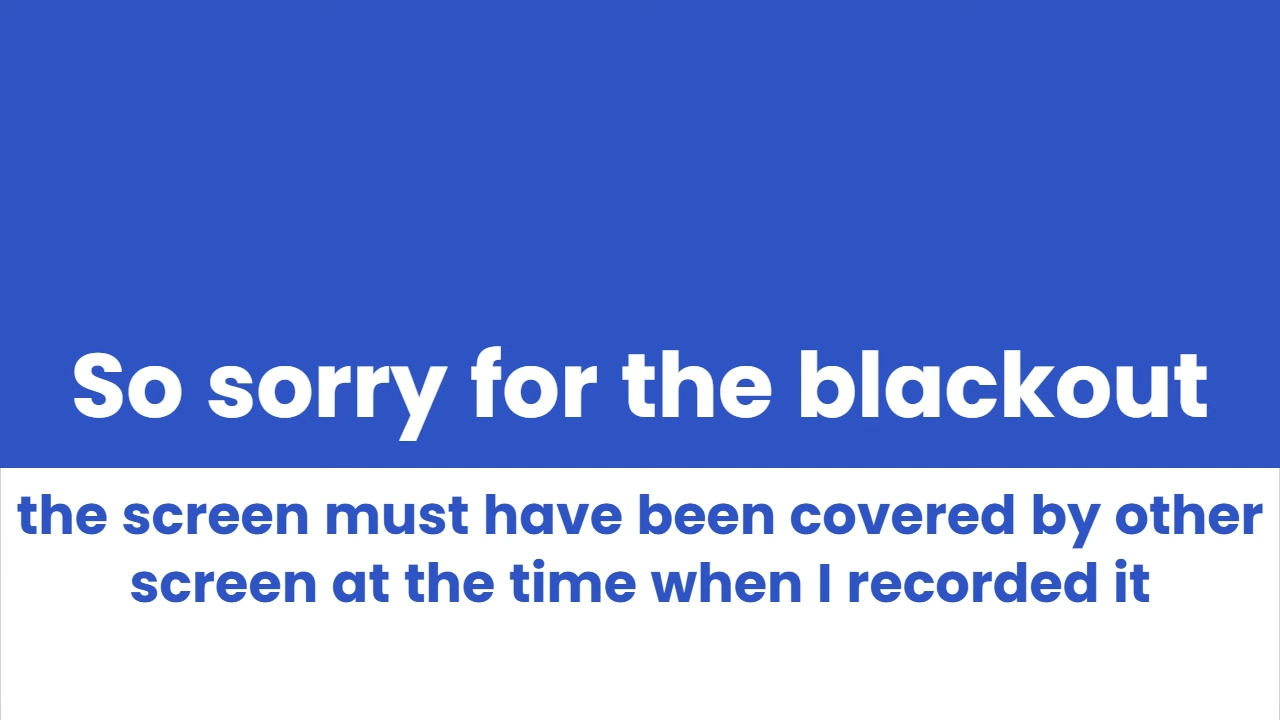 So sorry for the blackout
the screen must have been covered by other
screen at the time when I recorded it